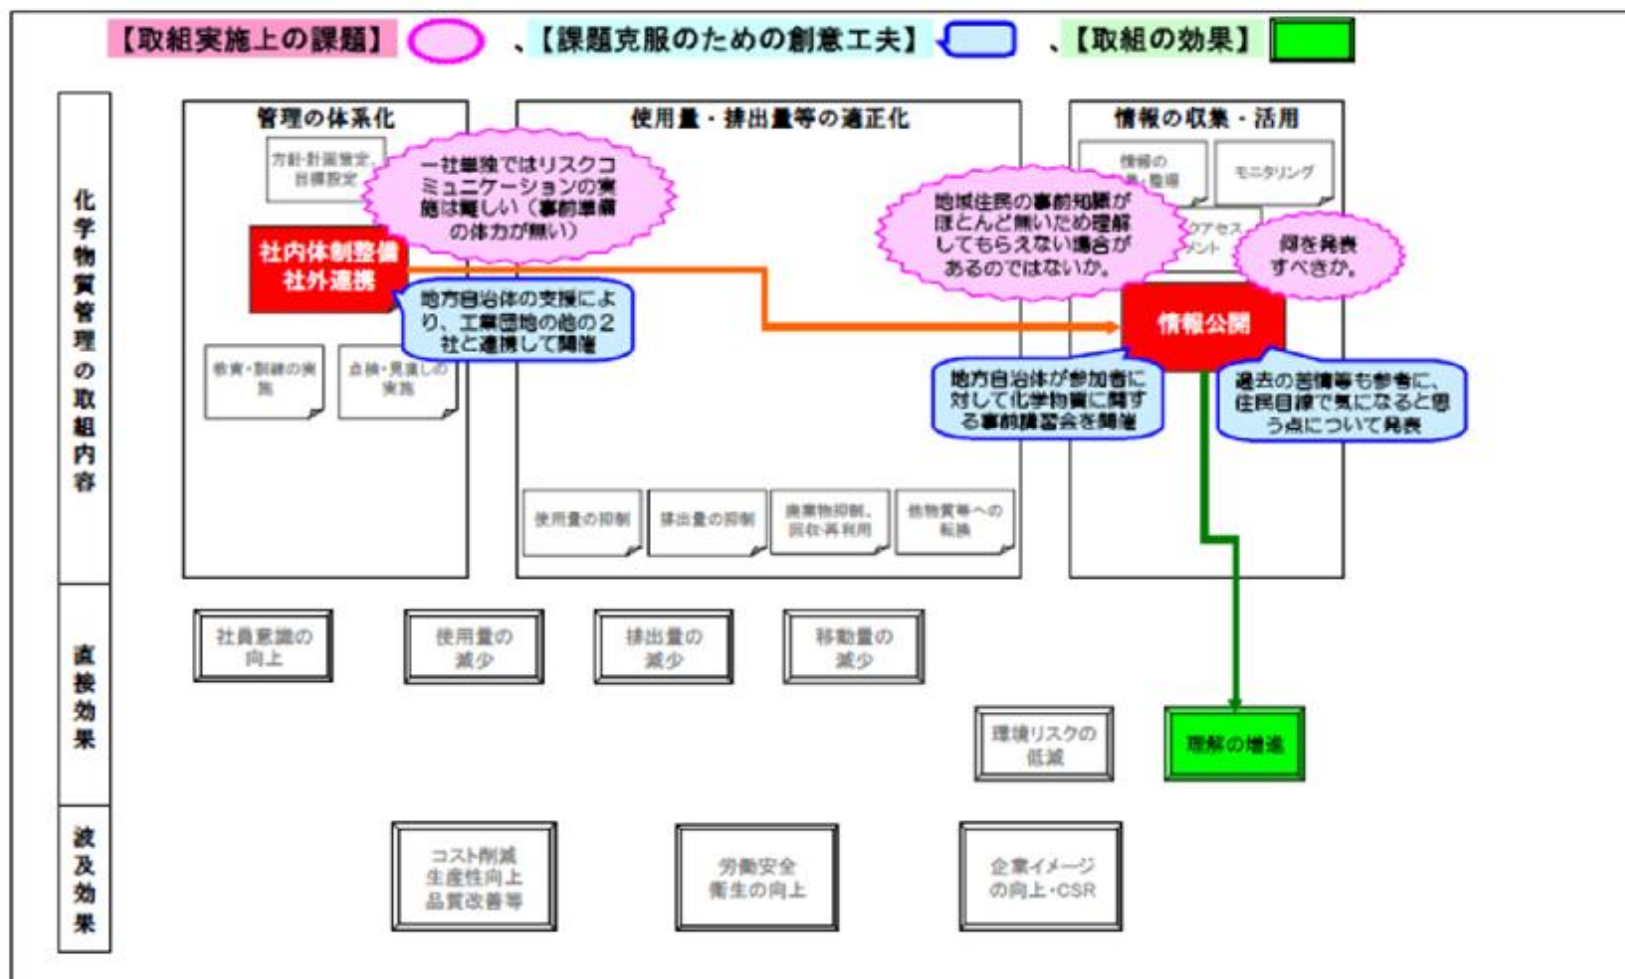 【取組実施上の課題】 、【課題克服のための創意工夫】 、【取組の効果】
化学物質管理の取組内容
管理の体系化
方針・計画策定、
目標設定
一社単独ではリスクコ
ミュニケーションの実
施は難しい（事前準備
の体力が無い）
社内体制整備
社外連携
地方自治体の支援によ
り、工業団地の他の２
社と連携して開催
教育・訓練の実
施
点検・見直しの
実施
使用量・排出量等の適正化
使用量の抑制
排出量の抑制
廃棄物抑制、
回収・再利用
他物質等への
転換
情報の収集・活用
情報の
・整理
モニタリング
地域住民の事前知識が
ほとんど無いため理解
してもらえない場合が
あるのではないか。
クアセス
メント
何を発表
すべきか。
情報公開
地方自治体が参加者に
対して化学物質に関す
る事前講習会を開催
過去の苦情等も参考に、
住民目線で気になると思
う点について発表
直接効果
社員意識の
向上
使用量の
減少
排出量の
減少
移動量の
減少
環境リスクの
低減
理解の増進
波及効果
コスト削減
生産性向上
品質改善等
労働安全
衛生の向上
企業イメージ
の向上・CSR